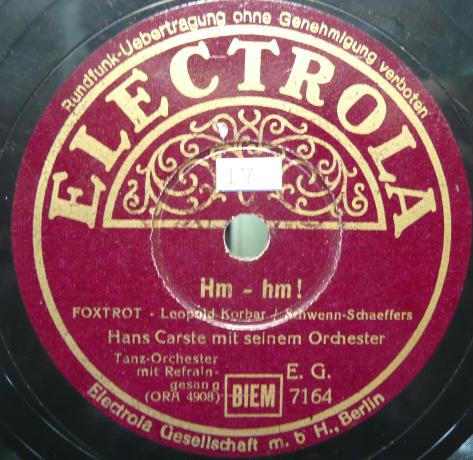 Rundfunk-Uebertragung ohne Genehmigung verboten
ELECTROLA
17
Hm - hm!
FOXTROT - Leopold Korbar / Schwenn-Schaeffers
Hans Carste mit seinem Orchester
Tanz-Orchester
mit Refrain-
gesang
(ORA 4908)
BIEM
E. G.
7164
Electrola Gesellschaft m. b H., Berlin